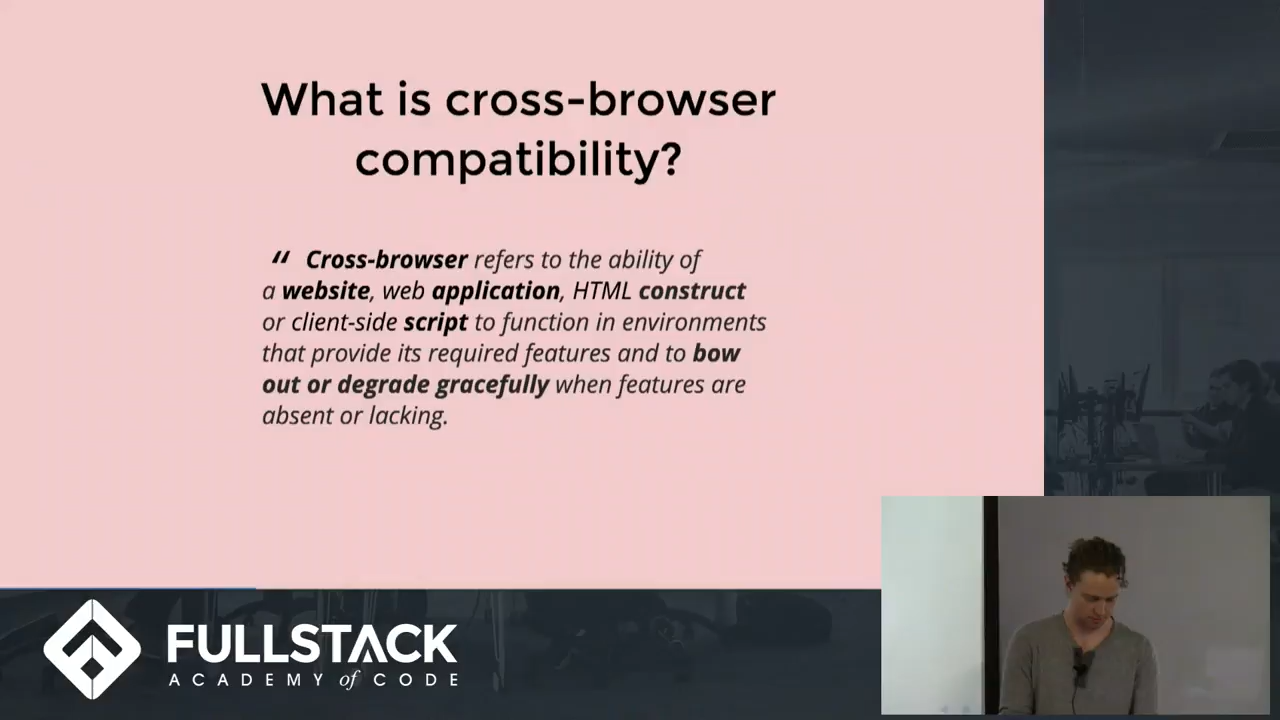 What is cross-browser
compatibility?
“ Cross-browser refers to the ability of
a website, web application, HTML construct
or client-side script to function in environments
that provide its required features and to bow
out or degrade gracefully when features are
absent or lacking.
FULLSTACK
ACADEMY of CODE